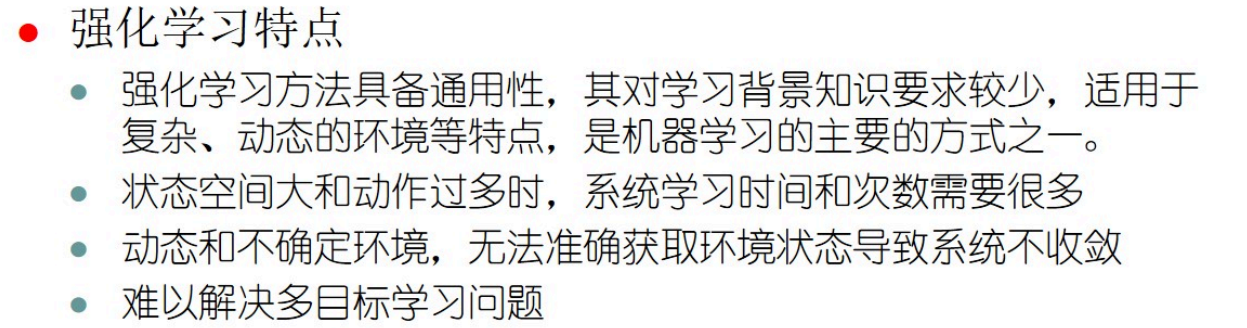 强化学习特点
强化学习方法具备通用性，其对学习背景知识要求较少，适用于
复杂、动态的环境等特点，是机器学习的主要的方式之一。
状态空间大和动作过多时，系统学习时间和次数需要很多
动态和不确定环境，无法准确获取环境状态导致系统不收敛
难以解决多目标学习问题